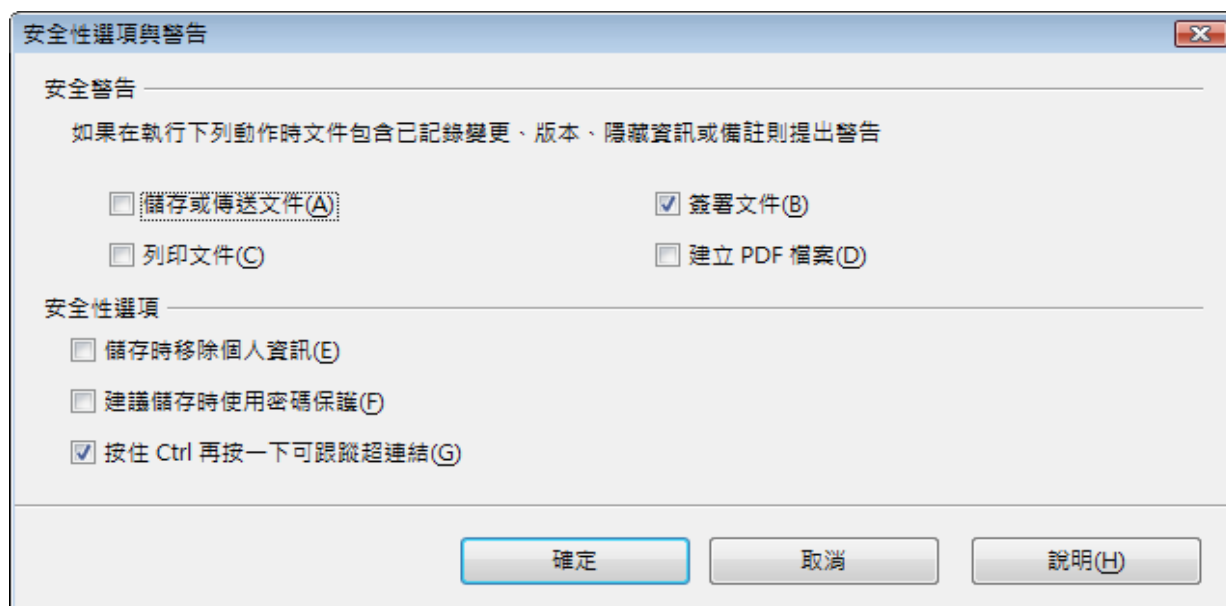 安全性選項與警告
安全警告
如果在執行下列動作時文件包含已記錄變更、版本、隱藏資訊或備註則提出警告
儲存或傳送文件(A) 簽署文件(B)
列印文件(C) 建立 PDF 檔案(D)
安全性選項
儲存時移除個人資訊(E)
建議儲存時使用密碼保護(F)
按住 Ctrl 再按一下可跟蹤超連結(G)
確定 取消 說明(H)